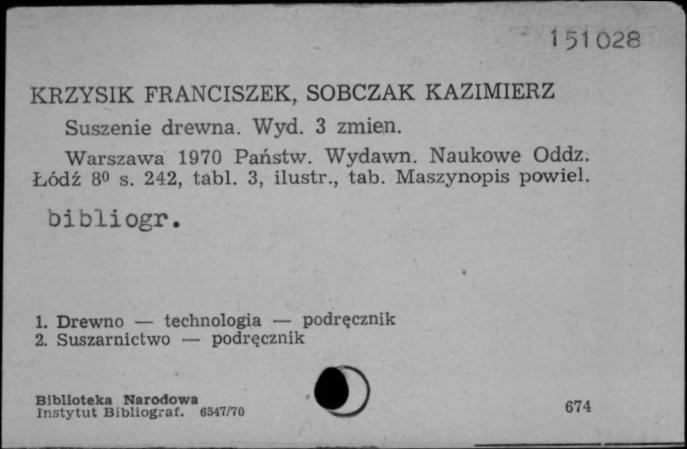 151028
KRZYSIK FRANCISZEK, SOBCZAK KAZIMIERZ
Suszenie drewna. Wyd. 3 zmien.
Warszawa 1970 Państw. Wydawn. Naukowe Oddz.
Łódź 8⁰ s. 242, tabl. 3, ilustr., tab. Maszynopis powiel.
bibliogr.
1. Drewno — technologia — podręcznik
2. Suszarnictwo — podręcznik
Biblioteka Narodowa
Instytut Bibliograf. 6547/70
674